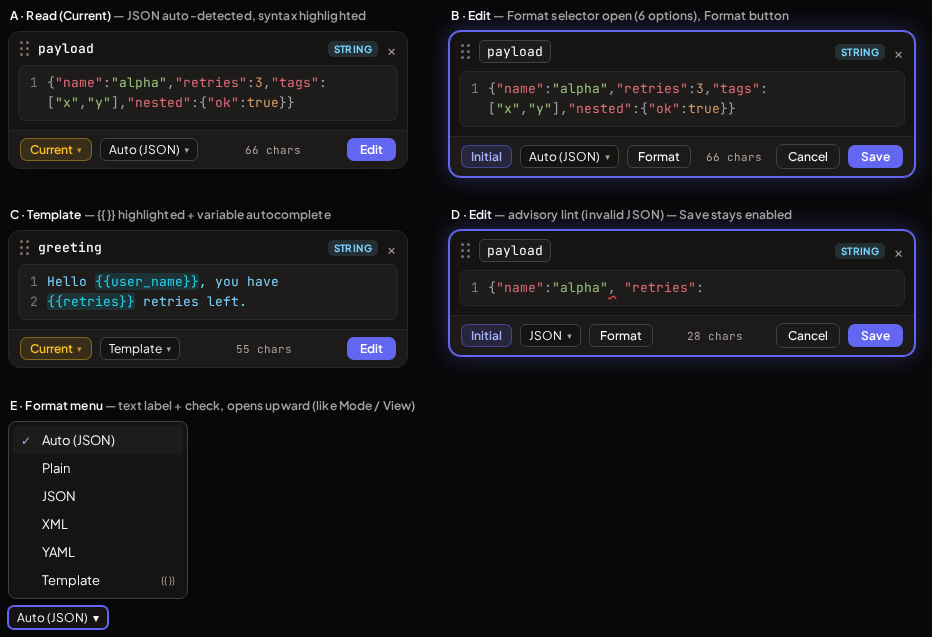 A · Read (Current) — JSON auto-detected, syntax highlighted
payload STRING ×
1 {"name":"alpha","retries":3,"tags":
["x","y"],"nested":{"ok":true}}
Current ▾ Auto (JSON) ▾ 66 chars Edit
B · Edit — Format selector open (6 options), Format button
payload STRING ×
1 {"name":"alpha","retries":3,"tags":
["x","y"],"nested":{"ok":true}}
Initial Auto (JSON) ▾ Format 66 chars Cancel Save
C · Template — {{ }} highlighted + variable autocomplete
greeting STRING ×
1 Hello {{user_name}}, you have
2 {{retries}} retries left.
Current ▾ Template ▾ 55 chars Edit
D · Edit — advisory lint (invalid JSON) — Save stays enabled
payload STRING ×
1 {"name":"alpha", "retries":
Initial JSON ▾ Format 28 chars Cancel Save
E · Format menu — text label + check, opens upward (like Mode / View)
✓ Auto (JSON)
Plain
JSON
XML
YAML
Template {{ }}
Auto (JSON) ▾